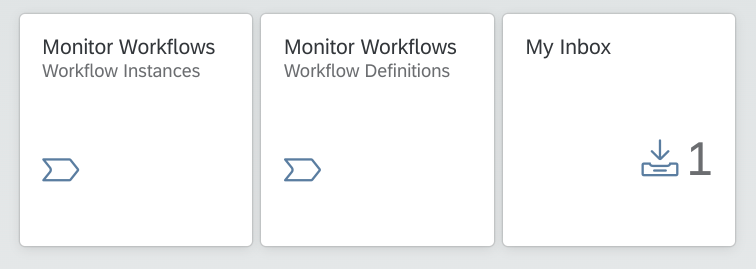 Monitor Workflows
Workflow Instances
Monitor Workflows
Workflow Definitions
My Inbox
1